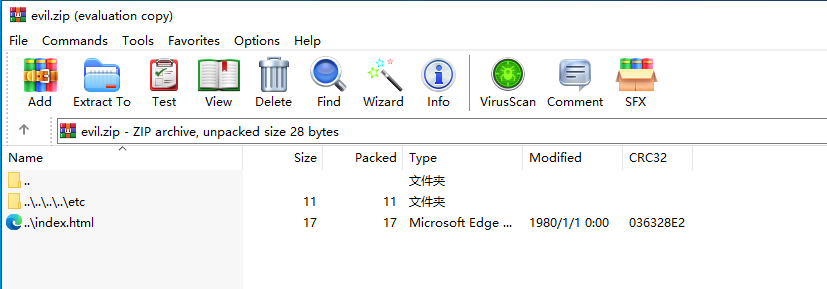 evil.zip (evaluation copy)
File Commands Tools Favorites Options Help
Add Extract To Test View Delete Find Wizard Info VirusScan Comment SFX
evil.zip - ZIP archive, unpacked size 28 bytes
Name Size Packed Type Modified CRC32
.. 文件夹
..\..\..\..\etc 11 11 文件夹
..\index.html 17 17 Microsoft Edge ... 1980/1/1 0:00 036328E2